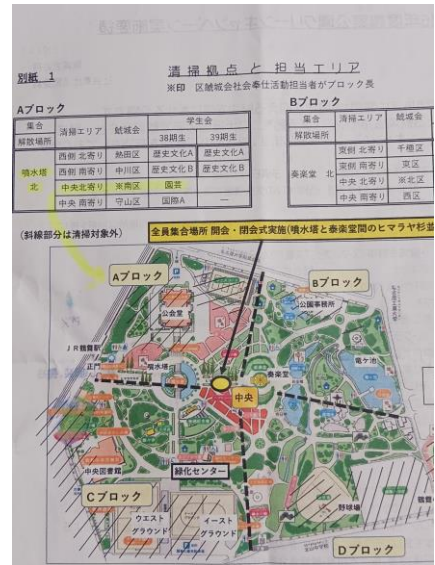 別紙 1
清掃拠点と担当エリア
※印 区鯱城会社会奉仕活動担当者がブロック長
Aブロック
集合
解散場所
清掃エリア
鯱城会
学生会
38期生
39期生
噴水塔
北
西側 北寄り 熱田区 歴史文化A 歴史文化A
西側 南寄り 中川区 歴史文化B 歴史文化B
中央北寄り ※南区 園芸
中央 南寄り 守山区 国際A ―
Bブロック
集合
解散場所
清掃エリア
鯱城会
奏楽堂 北
東側 北寄り 千種区
東側 南寄り 東区
中央 北寄り ※北区
中央 南寄り 西区
(斜線部分は清掃対象外)
全員集合場所 開会・閉会式実施(噴水塔と奏楽堂間のヒマラヤ杉並
Aブロック
Bブロック
公会堂
公園事務所
JR鶴舞駅
正門
噴水塔
奏楽堂
竜ケ池
中央
中央図書館
緑化センター
Cブロック
ウエスト
グラウンド
イースト
グラウンド
野球場
Dブロック